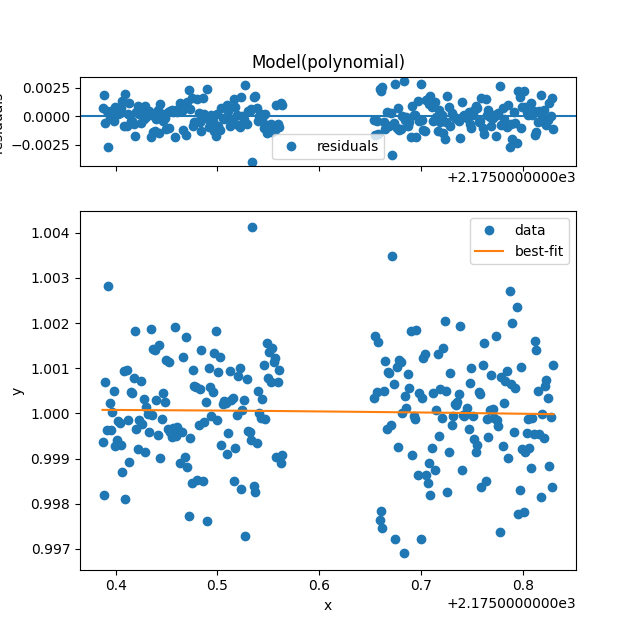 Model(polynomial)
0.0025
0.0000
−0.0025
residuals
residuals
+2.1750000000e3
1.004
1.003
1.002
1.001
1.000
0.999
0.998
0.997
y
data
best-fit
0.4
0.5
0.6
0.7
0.8
x
+2.1750000000e3